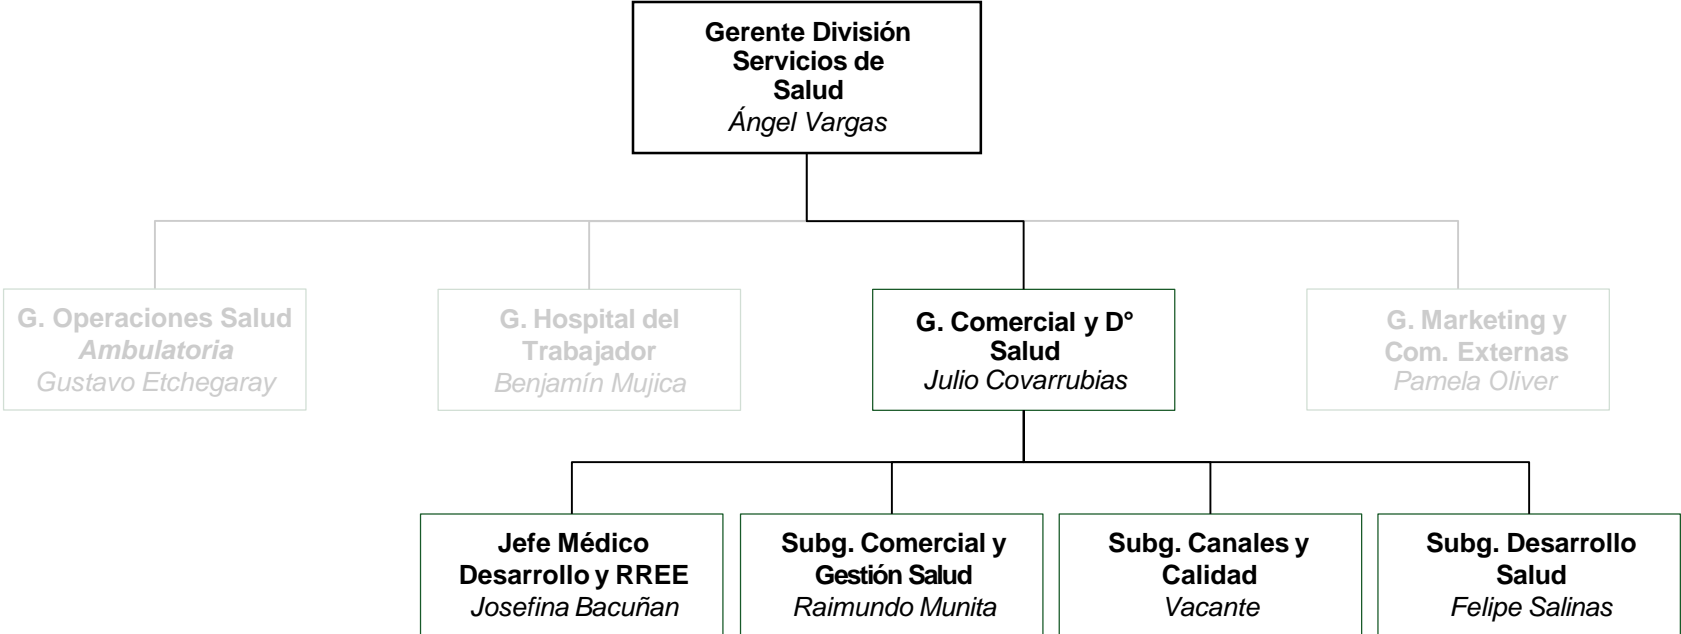 Gerente División
Servicios de
Salud
Ángel Vargas
G. Operaciones Salud
Ambulatoria
Gustavo Etchegaray
G. Hospital del
Trabajador
Benjamín Mujica
G. Comercial y D°
Salud
Julio Covarrubias
G. Marketing y
Com. Externas
Pamela Oliver
Jefe Médico
Desarrollo y RREE
Josefina Bacuñan
Subg. Comercial y
Gestión Salud
Raimundo Munita
Subg. Canales y
Calidad
Vacante
Subg. Desarrollo
Salud
Felipe Salinas